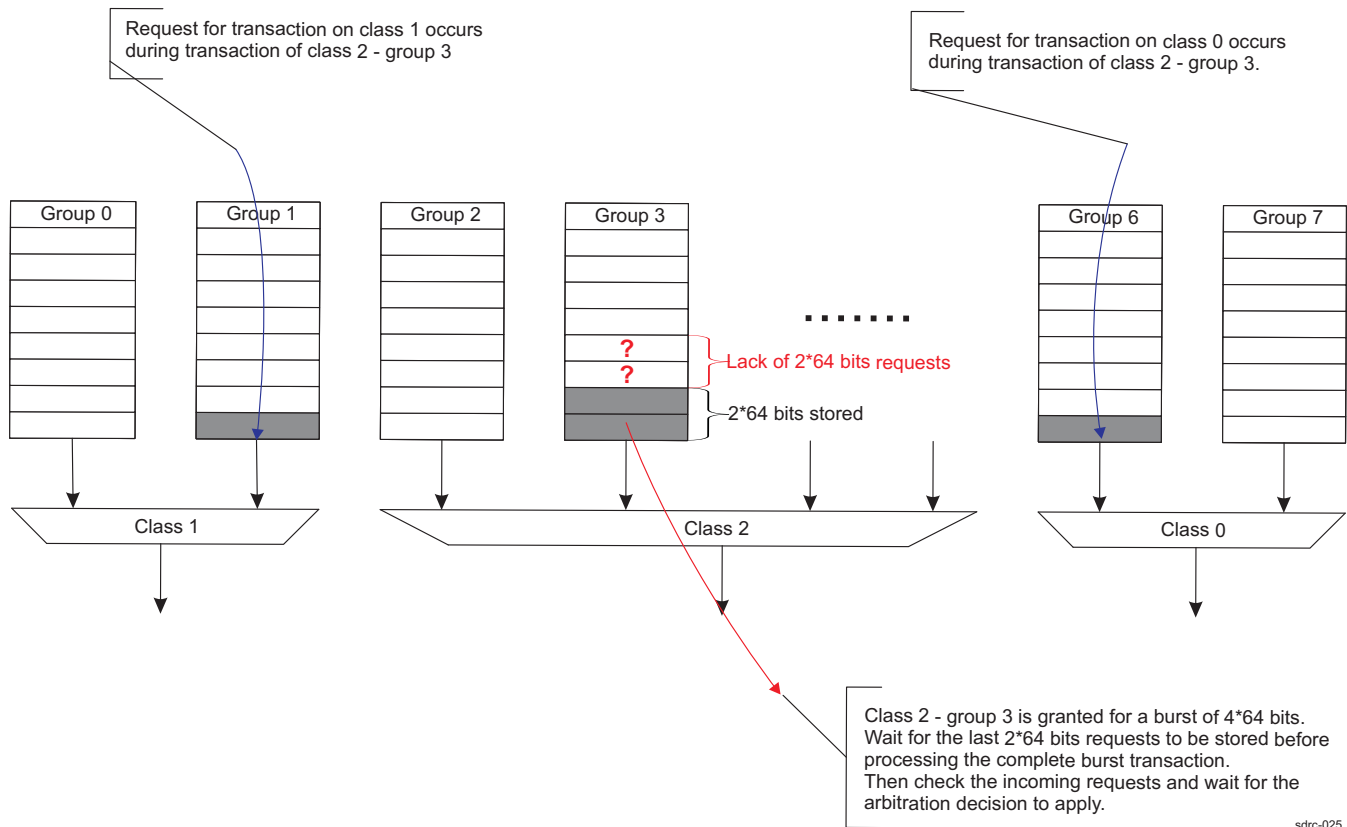 Request for transaction on class 1 occurs
during transaction of class 2 - group 3
Request for transaction on class 0 occurs
during transaction of class 2 - group 3.
Group 0
Group 1
Group 2
Group 3
Group 6
Group 7
.......
?
?
Lack of 2*64 bits requests
2*64 bits stored
Class 1
Class 2
Class 0
Class 2 - group 3 is granted for a burst of 4*64 bits.
Wait for the last 2*64 bits requests to be stored before
processing the complete burst transaction.
Then check the incoming requests and wait for the
arbitration decision to apply.
sdrc-025